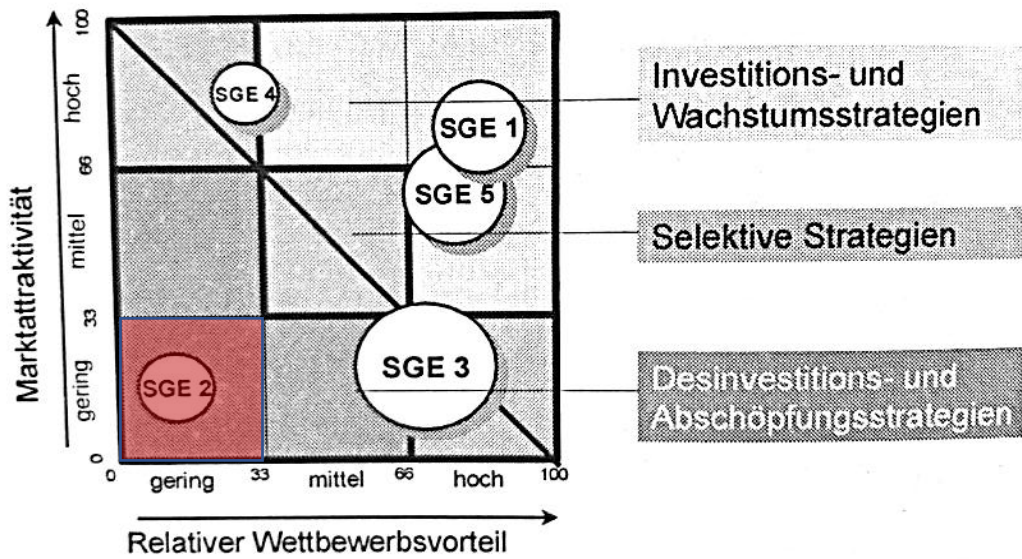 Marktattraktivität
hoch
mittel
gering
100
66
33
0
SGE 4
SGE 1
SGE 5
SGE 3
SGE 2
0
33
66
100
gering
mittel
hoch
Relativer Wettbewerbsvorteil
Investitions- und
Wachstumsstrategien
Selektive Strategien
Desinvestitions- und
Abschöpfungsstrategien